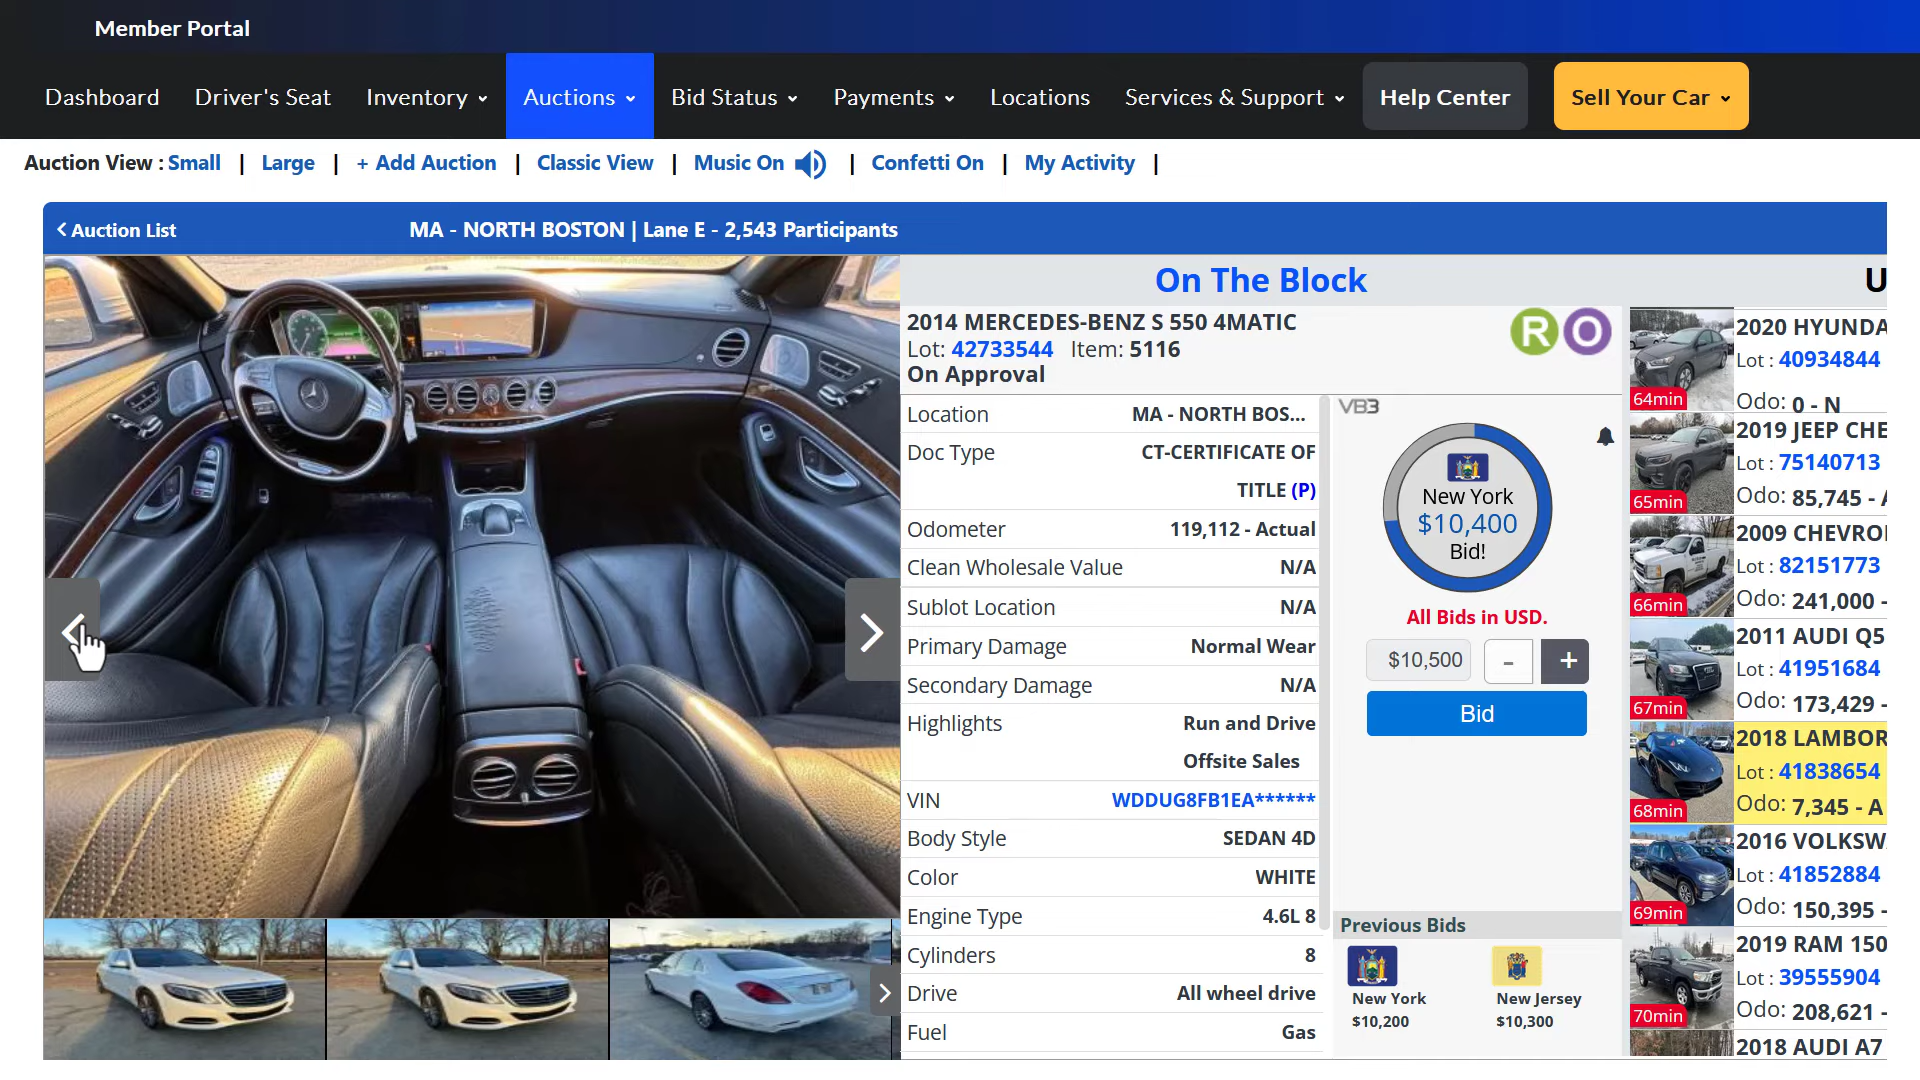 Member Portal
Dashboard Driver's Seat Inventory Auctions Bid Status Payments Locations Services & Support Help Center Sell Your Car
Auction View : Small | Large | + Add Auction | Classic View | Music On | Confetti On | My Activity |
Auction List MA - NORTH BOSTON | Lane E - 2,543 Participants
On The Block
U
2014 MERCEDES-BENZ S 550 4MATIC
Lot: 42733544 Item: 5116
On Approval
R O
Location MA - NORTH BOS...
Doc Type CT-CERTIFICATE OF
TITLE (P)
Odometer 119,112 - Actual
Clean Wholesale Value N/A
Sublot Location N/A
Primary Damage Normal Wear
Secondary Damage N/A
Highlights Run and Drive
Offsite Sales
VIN WDDUG8FB1EA******
Body Style SEDAN 4D
Color WHITE
Engine Type 4.6L 8
Cylinders 8
Drive All wheel drive
Fuel Gas
VB3
New York
$10,400
Bid!
All Bids in USD.
$10,500 - +
Bid
Previous Bids
New York
$10,200
New Jersey
$10,300
2020 HYUNDA
Lot : 40934844
Odo: 0 - N
64min
2019 JEEP CHE
Lot : 75140713
Odo: 85,745 - A
65min
2009 CHEVROL
Lot : 82151773
Odo: 241,000 -
66min
2011 AUDI Q5
Lot : 41951684
Odo: 173,429 -
67min
2018 LAMBOR
Lot : 41838654
Odo: 7,345 - A
68min
2016 VOLKSW
Lot : 41852884
Odo: 150,395 -
69min
2019 RAM 150
Lot : 39555904
Odo: 208,621 -
70min
2018 AUDI A7